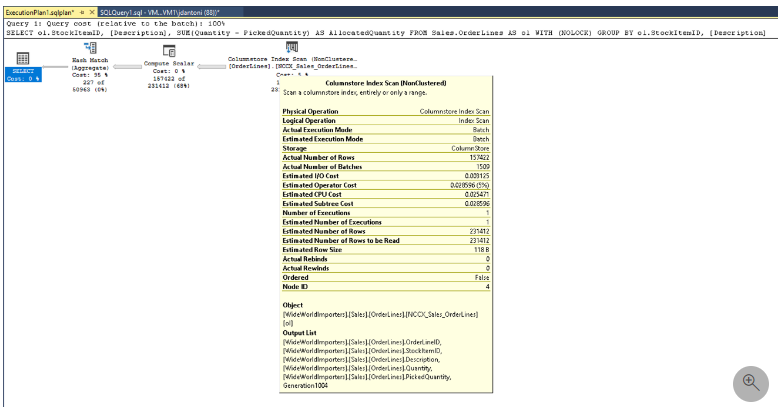 ExecutionPlan1.sqlplan* SQLQuery1.sql - VM...VM1\jdantoni (88))*
Query 1: Query cost (relative to the batch): 100%
SELECT ol.StockItemID, [Description], SUM(Quantity - PickedQuantity) AS AllocatedQuantity FROM Sales.OrderLines AS ol WITH (NOLOCK) GROUP BY ol.StockItemID, [Description]
SELECT
Cost: 0 %
Hash Match
(Aggregate)
Cost: 95 %
227 of
50963 (0%)
Compute Scalar
Cost: 0 %
157422 of
231412 (68%)
Columnstore Index Scan (NonClustere…
[OrderLines].[NCCX_Sales_OrderLines…
Cost: 5 %
Columnstore Index Scan (NonClustered)
Scan a columnstore index, entirely or only a range.
Physical Operation Columnstore Index Scan
Logical Operation Index Scan
Actual Execution Mode Batch
Estimated Execution Mode Batch
Storage ColumnStore
Actual Number of Rows 157422
Actual Number of Batches 1509
Estimated I/O Cost 0.003125
Estimated Operator Cost 0.028596 (5%)
Estimated CPU Cost 0.025471
Estimated Subtree Cost 0.028596
Number of Executions 1
Estimated Number of Executions 1
Estimated Number of Rows 231412
Estimated Number of Rows to be Read 231412
Estimated Row Size 118 B
Actual Rebinds 0
Actual Rewinds 0
Ordered False
Node ID 4
Object
[WideWorldImporters].[Sales].[OrderLines].[NCCX_Sales_OrderLines]
[ol]
Output List
[WideWorldImporters].[Sales].[OrderLines].OrderLineID,
[WideWorldImporters].[Sales].[OrderLines].StockItemID,
[WideWorldImporters].[Sales].[OrderLines].Description,
[WideWorldImporters].[Sales].[OrderLines].Quantity,
[WideWorldImporters].[Sales].[OrderLines].PickedQuantity,
Generation1004